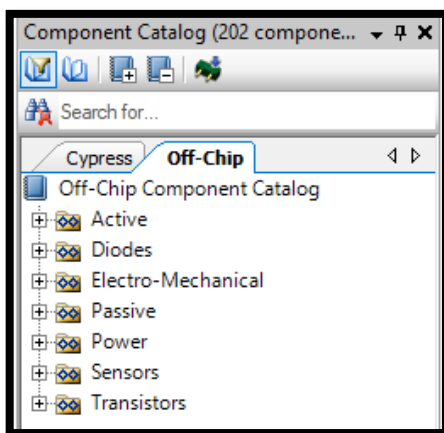 Component Catalog (202 compone...
Search for...
Cypress Off-Chip
Off-Chip Component Catalog
Active
Diodes
Electro-Mechanical
Passive
Power
Sensors
Transistors